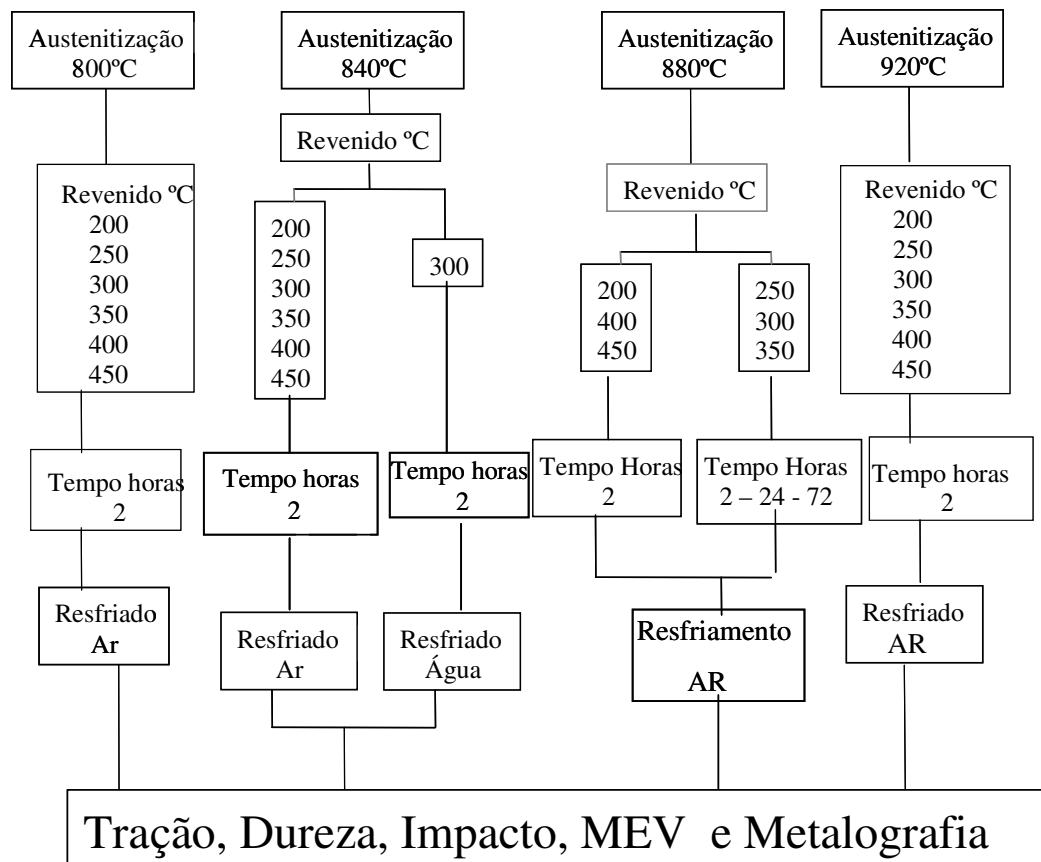 Austenitização
800ºC
Austenitização
840ºC
Austenitização
880ºC
Austenitização
920ºC
Revenido ºC
200
250
300
350
400
450
Revenido ºC
200
250
300
350
400
450
300
Revenido ºC
200
400
450
250
300
350
Revenido ºC
200
250
300
350
400
450
Tempo horas
2
Tempo horas
2
Tempo horas
2
Tempo Horas
2
Tempo Horas
2 – 24 - 72
Tempo horas
2
Resfriado
Ar
Resfriado
Ar
Resfriado
Água
Resfriamento
AR
Resfriado
AR
Tração, Dureza, Impacto, MEV e Metalografia